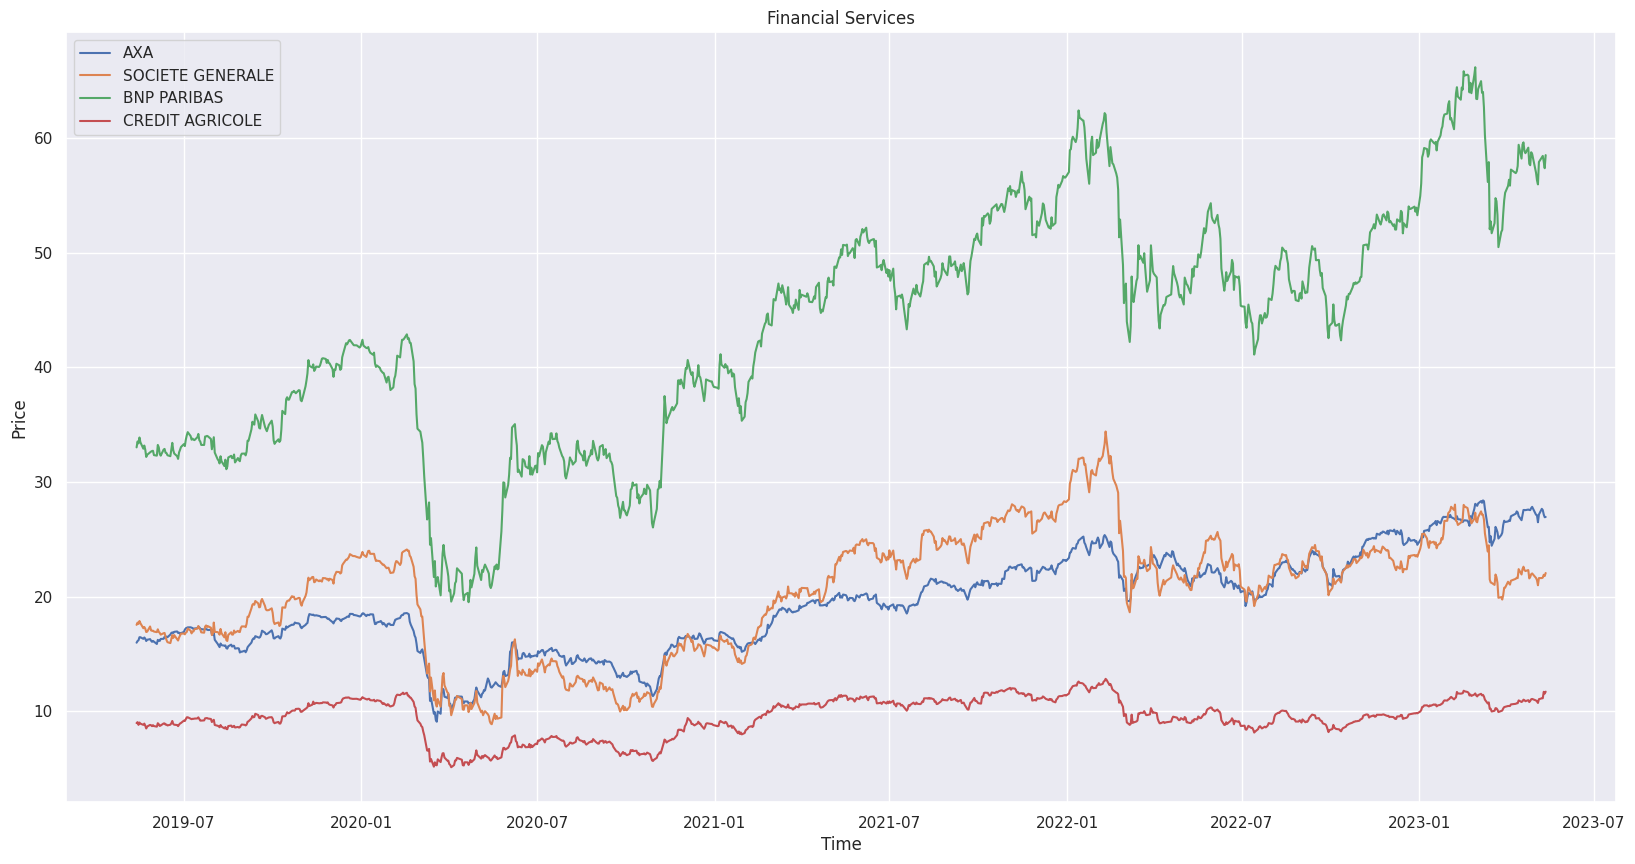 Financial Services
AXA
SOCIETE GENERALE
BNP PARIBAS
CREDIT AGRICOLE
60
50
40
30
20
10
Price
2019-07 2020-01 2020-07 2021-01 2021-07 2022-01 2022-07 2023-01 2023-07
Time